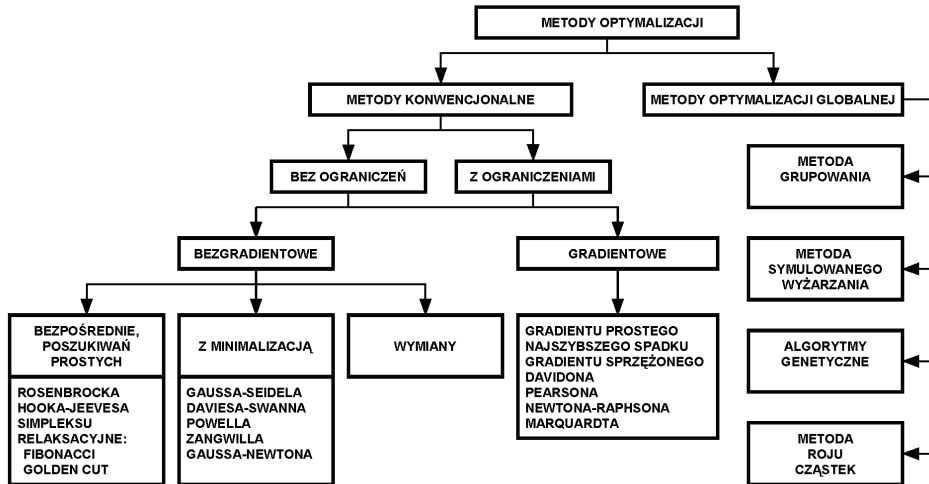 METODY OPTYMALIZACJI
METODY KONWENCJONALNE
METODY OPTYMALIZACJI GLOBALNEJ
BEZ OGRANICZEŃ
Z OGRANICZENIAMI
METODA
GRUPOWANIA
BEZGRADIENTOWE
GRADIENTOWE
METODA
SYMULOWANEGO
WYŻARZANIA
BEZPOŚREDNIE,
POSZUKIWAŃ
PROSTYCH
ROSENBROCKA
HOOKA-JEEVESA
SIMPLEKSU
RELAKSACYJNE:
FIBONACCI
GOLDEN CUT
Z MINIMALIZACJĄ
GAUSSA-SEIDELA
DAVIESA-SWANNA
POWELLA
ZANGWILLA
GAUSSA-NEWTONA
WYMIANY
GRADIENTU PROSTEGO
NAJSZYBSZEGO SPADKU
GRADIENTU SPRZĘŻONEGO
DAVIDONA
PEARSONA
NEWTONA-RAPHSONA
MARQUARDTA
ALGORYTMY
GENETYCZNE
METODA
ROJU
CZĄSTEK